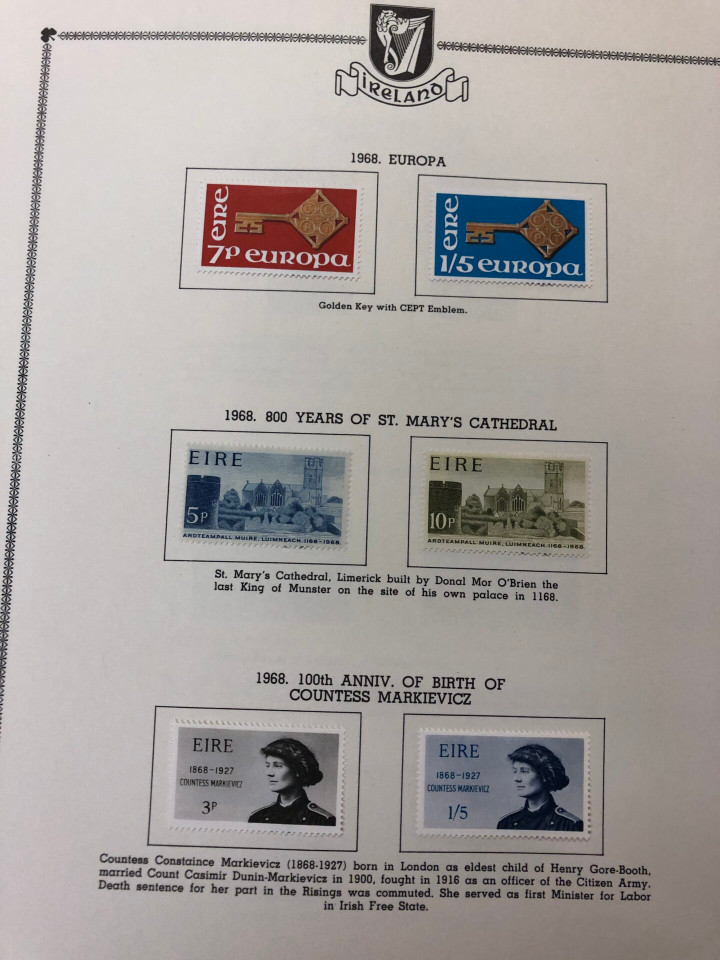 IRELAND
1968. EUROPA
EIRE
7P EUROPA
EIRE
1/5 EUROPA
Golden Key with CEPT Emblem.
1968. 800 YEARS OF ST. MARY'S CATHEDRAL
EIRE
5P
ARDTEAMPALL MUIRE, LUIMNEACH 1168-1968
EIRE
10P
ARDTEAMPALL MUIRE, LUIMNEACH 1168-1968
St. Mary's Cathedral, Limerick built by Donal Mor O'Brien the
last King of Munster on the site of his own palace in 1168.
1968. 100th ANNIV. OF BIRTH OF
COUNTESS MARKIEVICZ
EIRE
1868-1927
COUNTESS MARKIEVICZ
3P
EIRE
1868-1927
COUNTESS MARKIEVICZ
1/5
Countess Constaince Markievicz (1868-1927) born in London as eldest child of Henry Gore-Booth,
married Count Casimir Dunin-Markievicz in 1900, fought in 1916 as an officer of the Citizen Army.
Death sentence for her part in the Risings was commuted. She served as first Minister for Labor
in Irish Free State.